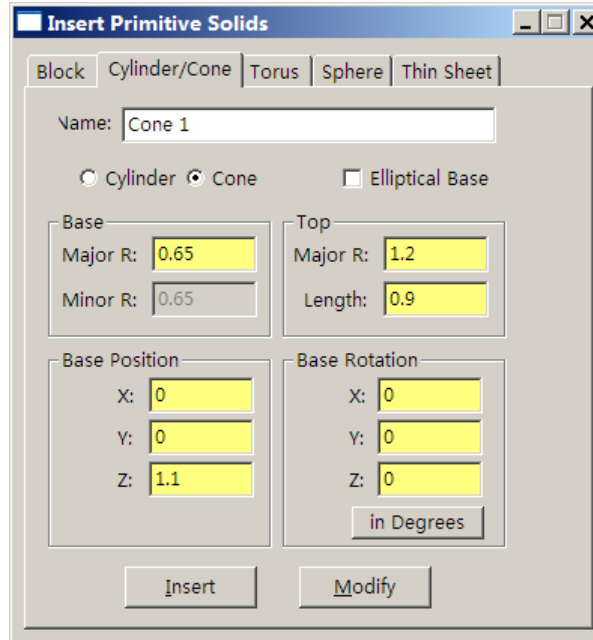 Insert Primitive Solids
Block Cylinder/Cone Torus Sphere Thin Sheet
Name: Cone 1
Cylinder Cone Elliptical Base
Base Top
Major R: 0.65 Major R: 1.2
Minor R: 0.65 Length: 0.9
Base Position Base Rotation
X: 0 X: 0
Y: 0 Y: 0
Z: 1.1 Z: 0
in Degrees
Insert Modify